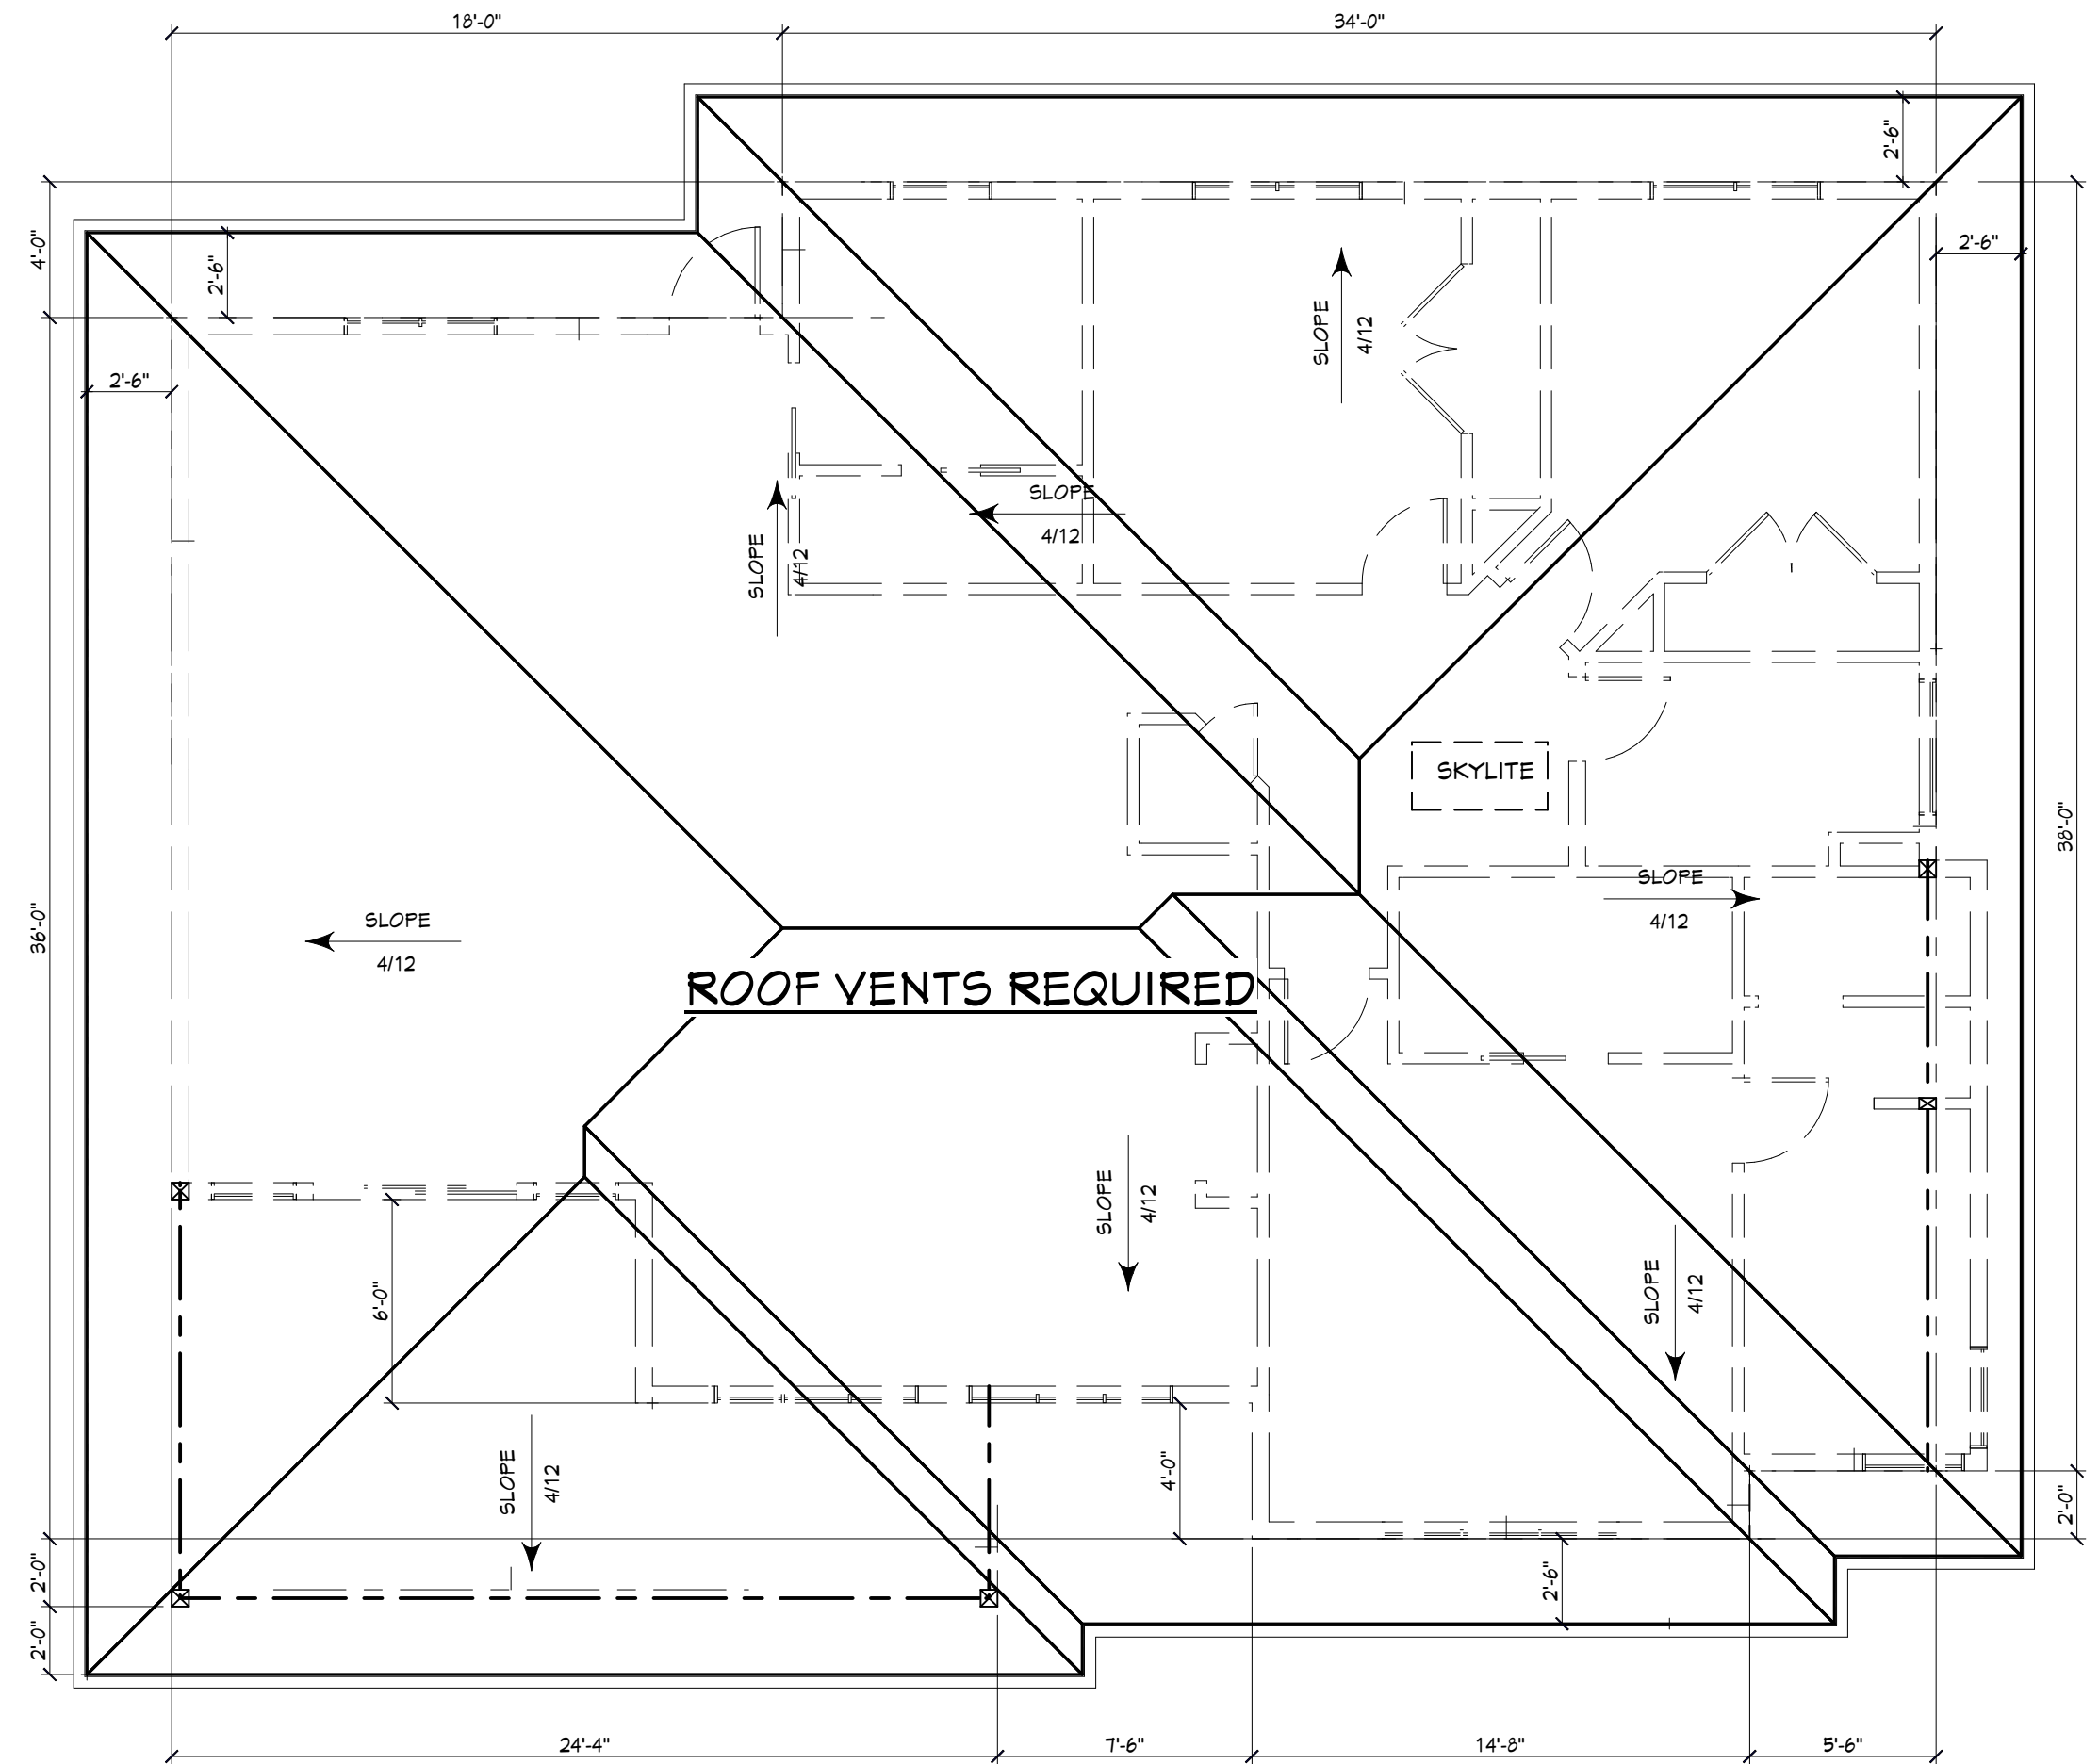 18'-0"
34'-0"
2'-6"
4'-0"
2'-6"
2'-6"
2'-6"
SLOPE
4/12
SLOPE
4/12
SLOPE
4/12
SKYLITE
38'-0"
SLOPE
4/12
36'-0"
SLOPE
4/12
ROOF VENTS REQUIRED
SLOPE
4/12
6'-0"
SLOPE
4/12
4'-0"
SLOPE
4/12
2'-0"
2'-0"
2'-6"
2'-0"
24'-4"
7'-6"
14'-8"
5'-6"